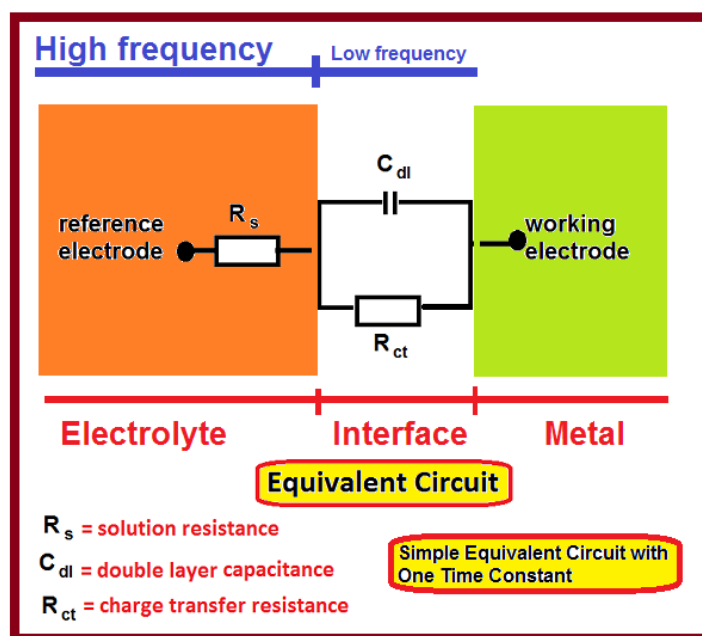 High frequency
Low frequency
C dl
reference
electrode
R s
working
electrode
R ct
Electrolyte
Interface
Metal
Equivalent Circuit
R s = solution resistance
C dl = double layer capacitance
R ct = charge transfer resistance
Simple Equivalent Circuit with
One Time Constant